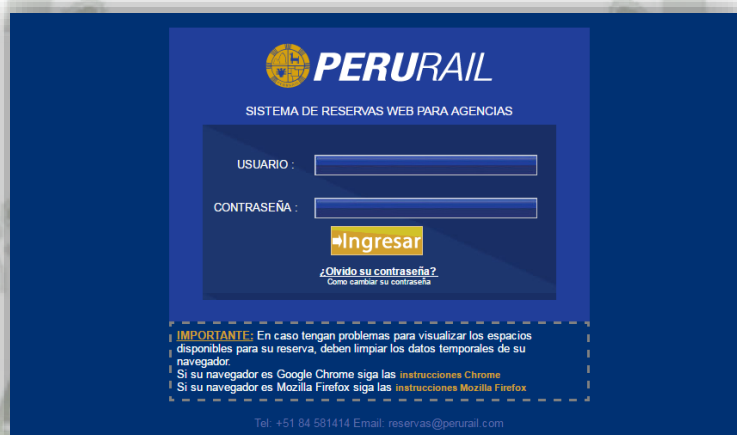 PERURAIL
SISTEMA DE RESERVAS WEB PARA AGENCIAS
USUARIO :
CONTRASEÑA :
Ingresar
¿Olvido su contraseña?
Como cambiar su contraseña
IMPORTANTE: En caso tengan problemas para visualizar los espacios
disponibles para su reserva, deben limpiar los datos temporales de su
navegador.
Si su navegador es Google Chrome siga las instrucciones Chrome
Si su navegador es Mozilla Firefox siga las instrucciones Mozilla Firefox
Tel: +51 84 581414 Email: reservas@perurail.com